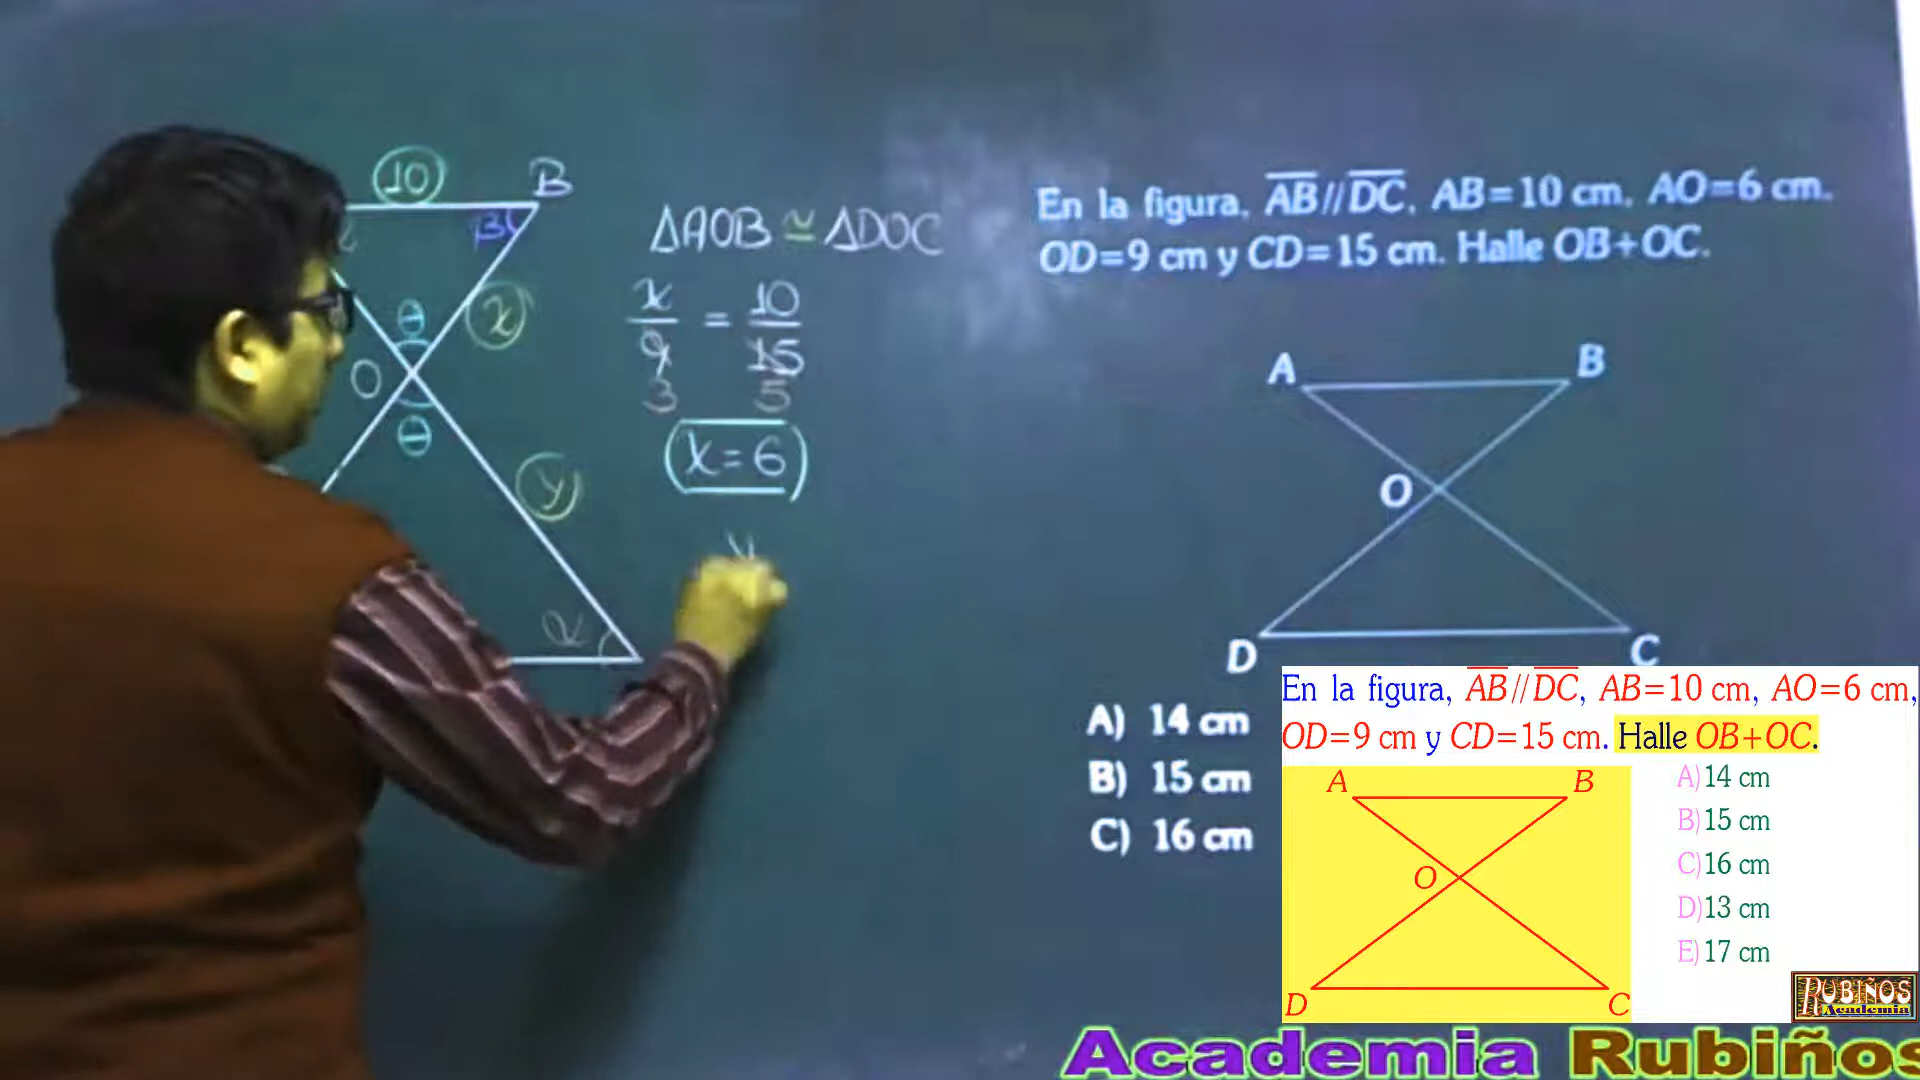 10
B
β
x
θ
O
θ
y
α
ΔAOB ≅ ΔDOC
x/9 = 10/15
3 5
x = 6
y
En la figura, AB // DC, AB=10 cm, AO=6 cm,
OD=9 cm y CD=15 cm. Halle OB+OC.
A B
O
D C
A) 14 cm
B) 15 cm
C) 16 cm
En la figura, AB // DC, AB=10 cm, AO=6 cm,
OD=9 cm y CD=15 cm. Halle OB+OC.
A B
O
D C
A) 14 cm
B) 15 cm
C) 16 cm
D) 13 cm
E) 17 cm
RUBIÑOS
Academia
Academia Rubiños